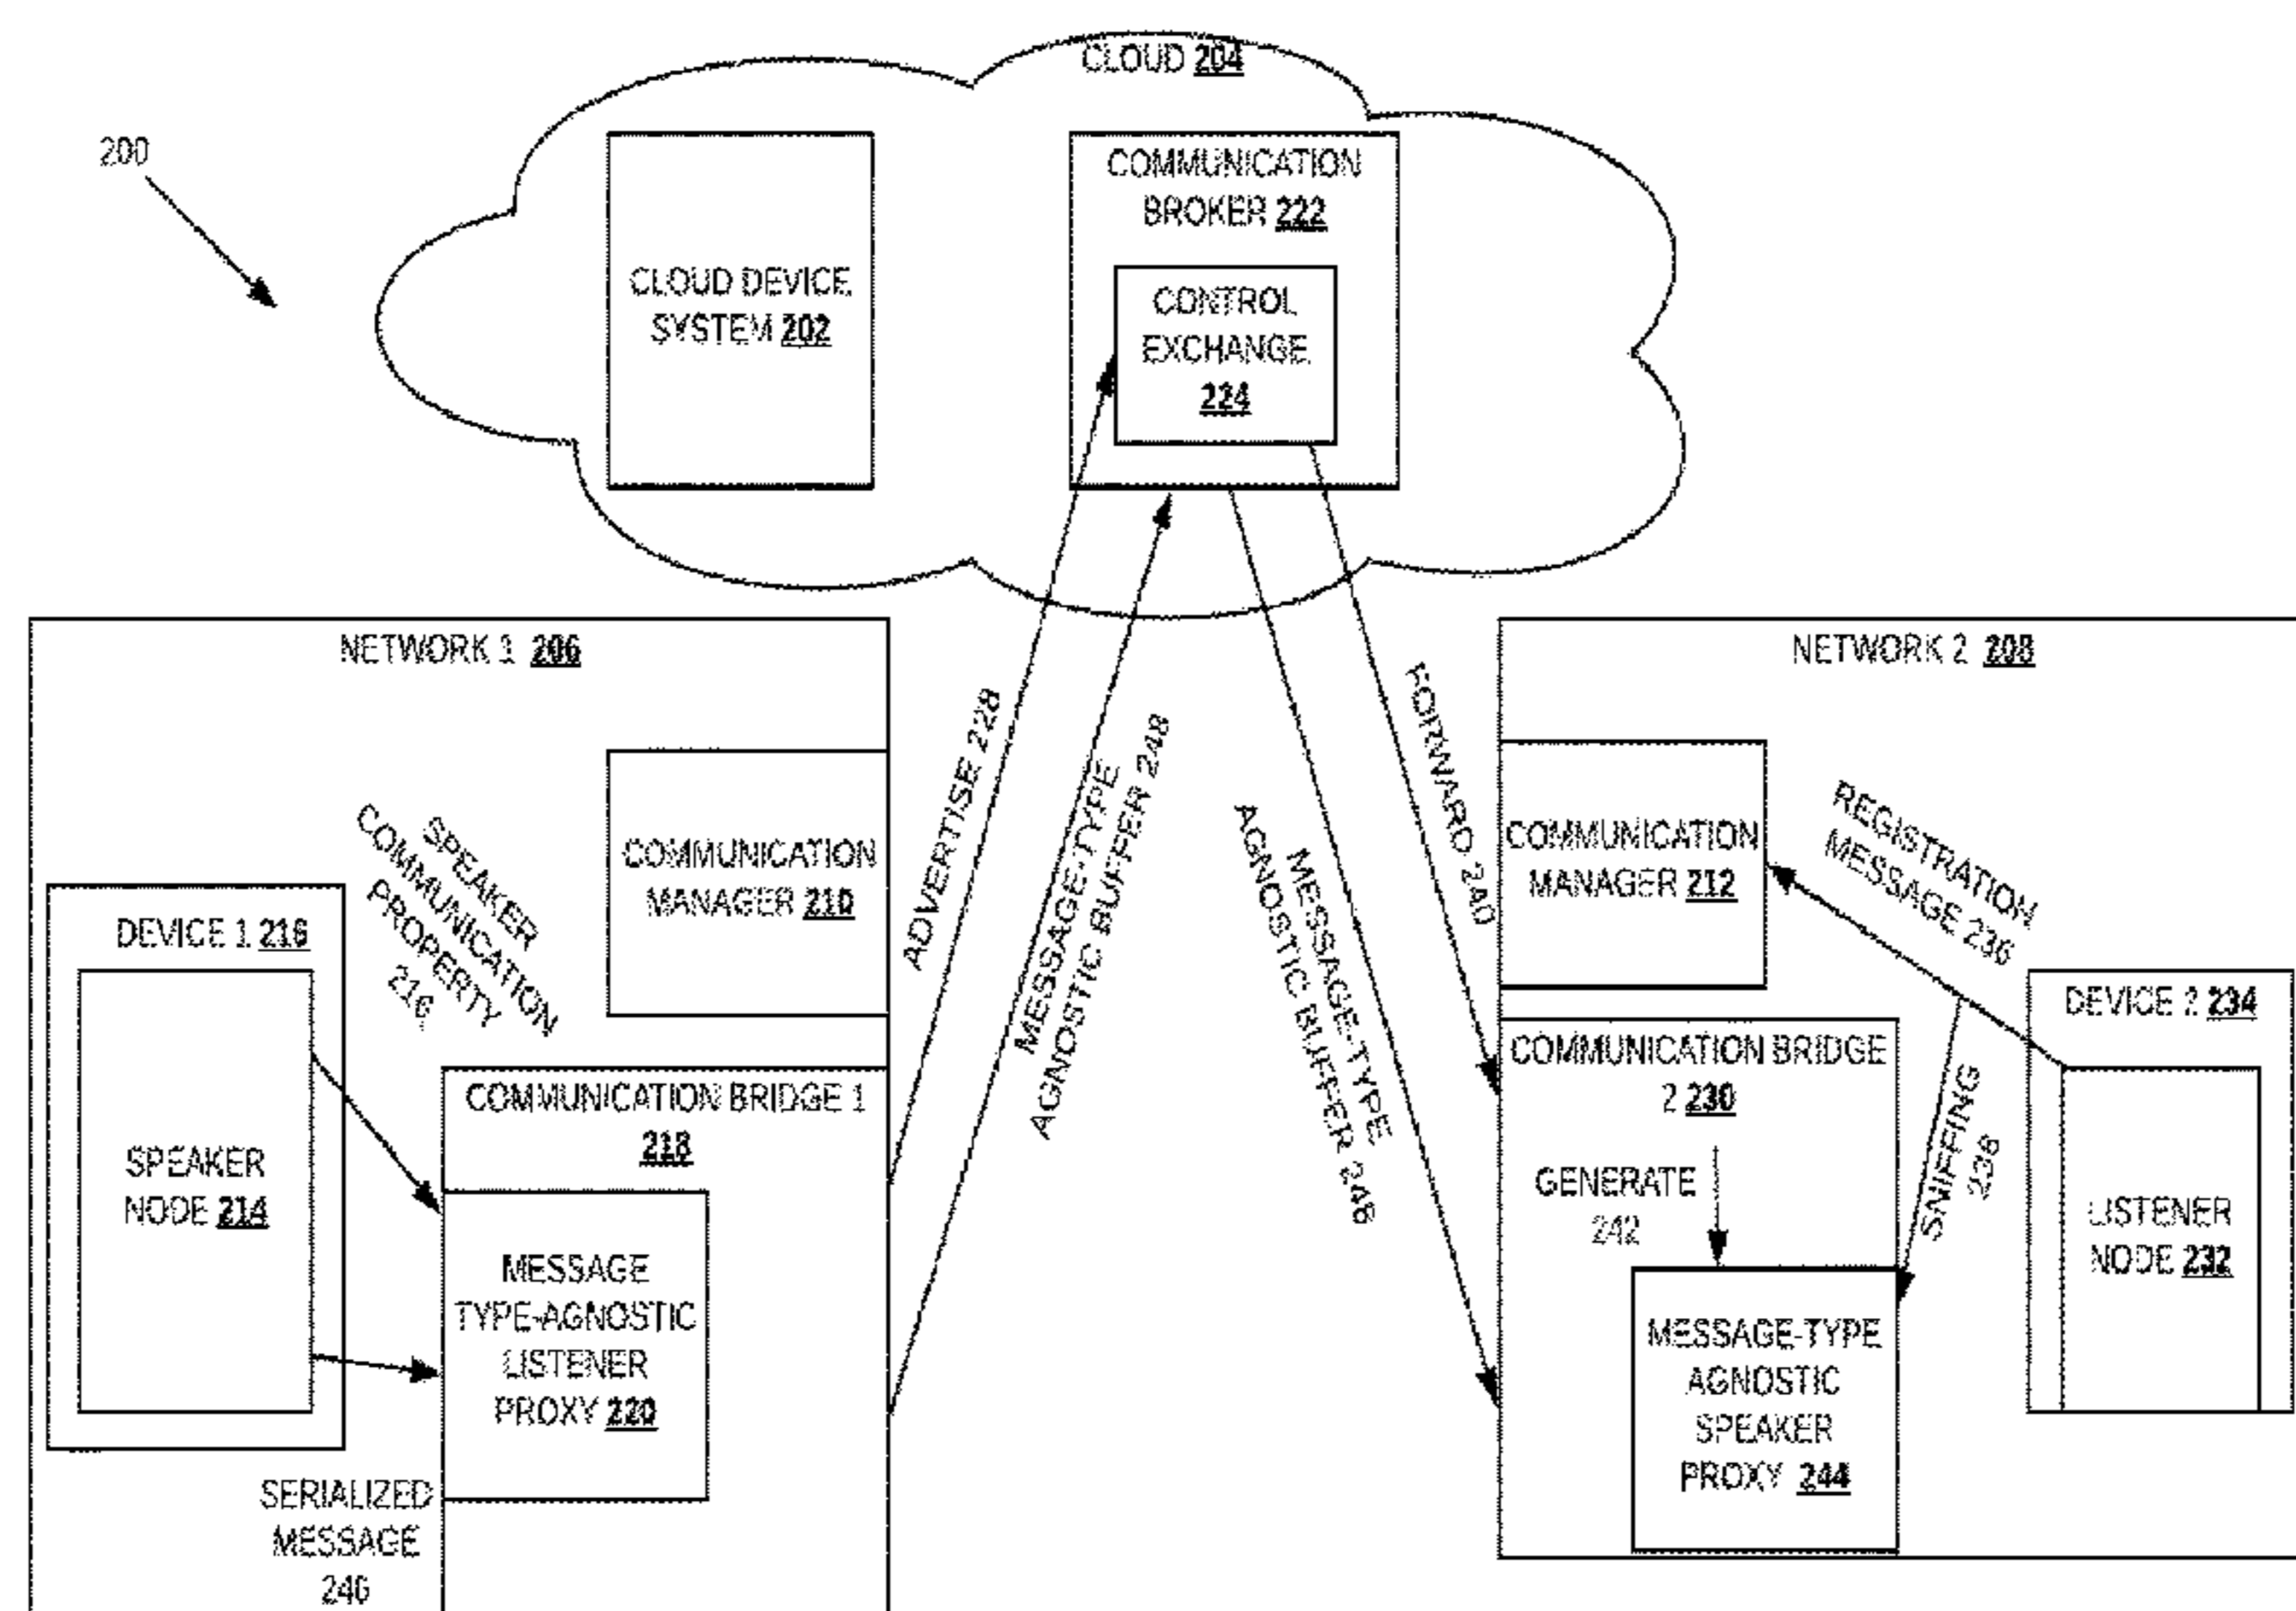 CLOUD 204
200
COMMUNICATION
BROKER 222
CLOUD DEVICE
SYSTEM 202
CONTROL
EXCHANGE
224
NETWORK 1 206
NETWORK 2 208
COMMUNICATION
MANAGER 210
SPEAKER
COMMUNICATION
PROPERTY
216
ADVERTISE 228
MESSAGE-TYPE
AGNOSTIC BUFFER 248
MESSAGE-TYPE
AGNOSTIC BUFFER 248
FORWARD 240
COMMUNICATION
MANAGER 212
REGISTRATION
MESSAGE 236
DEVICE 1 216
SPEAKER
NODE 214
COMMUNICATION BRIDGE 1
218
MESSAGE
TYPE-AGNOSTIC
LISTENER
PROXY 220
SERIALIZED
MESSAGE
246
COMMUNICATION BRIDGE
2 230
GENERATE
242
SNIFFING
238
MESSAGE-TYPE
AGNOSTIC
SPEAKER
PROXY 244
DEVICE 2 234
LISTENER
NODE 232